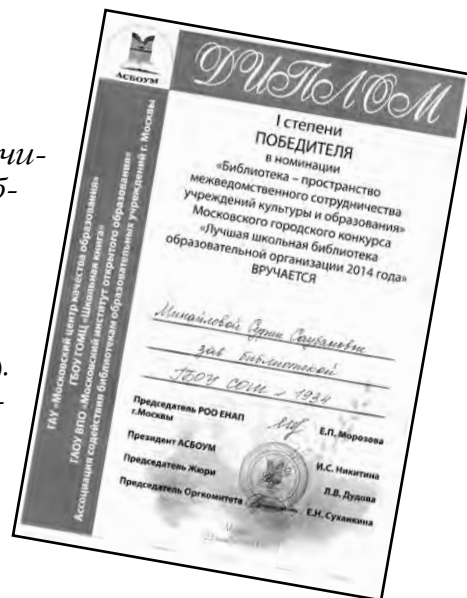 чи-
б-
).
-
АСБОУМ
ДИПЛОМ
I степени
ПОБЕДИТЕЛЯ
в номинации
«Библиотека – пространство
межведомственного сотрудничества
учреждений культуры и образования»
Московского городского конкурса
«Лучшая школьная библиотека
образовательной организации 2014 года»
ВРУЧАЕТСЯ
зав библиотекой
ГБОУ СОШ № 1934
Председатель РОО ЕНАП
г.Москвы
Е.П. Морозова
Президент АСБОУМ
И.С. Никитина
Председатель Жюри
Л.В. Дудова
Председатель Оргкомитета
Е.Н. Суханкина
ГАУ «Московский центр качества образования»
ГБОУ ГОМЦ «Школьная книга»
ГАОУ ВПО «Московский институт открытого образования»
Ассоциация содействия библиотекам образовательных учреждений г. Москвы